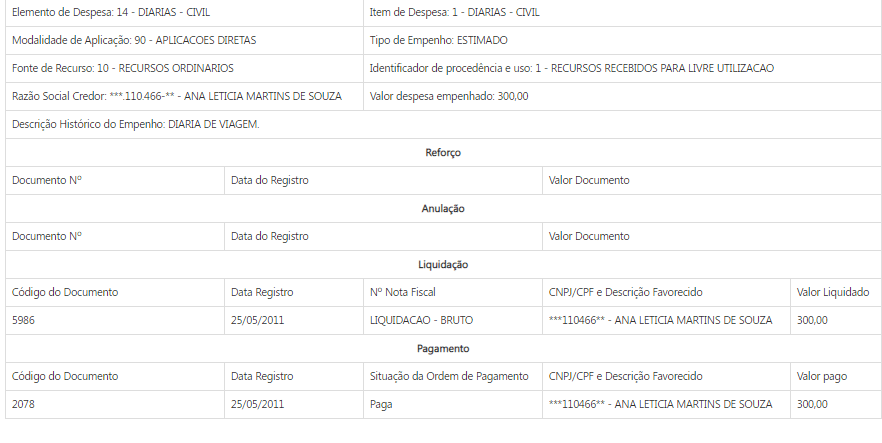 Elemento de Despesa: 14 - DIARIAS - CIVIL Item de Despesa: 1 - DIARIAS - CIVIL
Modalidade de Aplicação: 90 - APLICACOES DIRETAS Tipo de Empenho: ESTIMADO
Fonte de Recurso: 10 - RECURSOS ORDINARIOS Identificador de procedência e uso: 1 - RECURSOS RECEBIDOS PARA LIVRE UTILIZACAO
Razão Social Credor: ***.110.466-** - ANA LETICIA MARTINS DE SOUZA Valor despesa empenhado: 300,00
Descrição Histórico do Empenho: DIARIA DE VIAGEM.
Reforço
Documento Nº Data do Registro Valor Documento
Anulação
Documento Nº Data do Registro Valor Documento
Liquidação
Código do Documento Data Registro Nº Nota Fiscal CNPJ/CPF e Descrição Favorecido Valor Liquidado
5986 25/05/2011 LIQUIDACAO - BRUTO ***110466** - ANA LETICIA MARTINS DE SOUZA 300,00
Pagamento
Código do Documento Data Registro Situação da Ordem de Pagamento CNPJ/CPF e Descrição Favorecido Valor pago
2078 25/05/2011 Paga ***110466** - ANA LETICIA MARTINS DE SOUZA 300,00